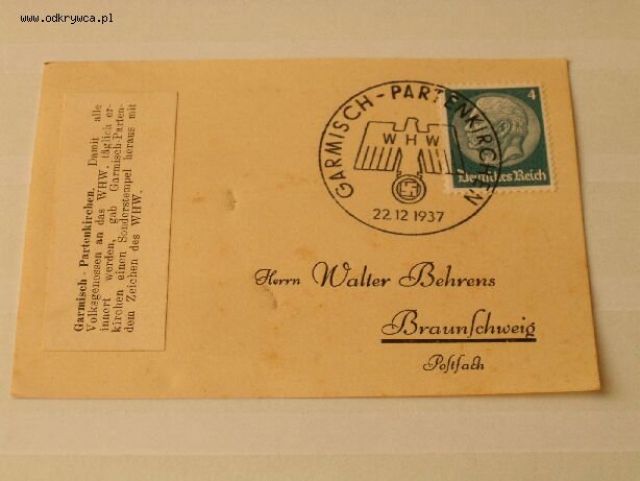 www.odkrywca.pl
Garmisch-Partenkirchen. Damit alle
Volksgenossen an das WHW. täglich er-
innert werden, gab Garmisch-Parten-
kirchen einen Sonderstempel heraus mit
dem Zeichen des WHW.
GARMISCH-PARTENKIRCHEN
WHW
22.12.1937
4
Deutſches Reich
Herrn Walter Behrens
Braunſchweig
Poſtfach